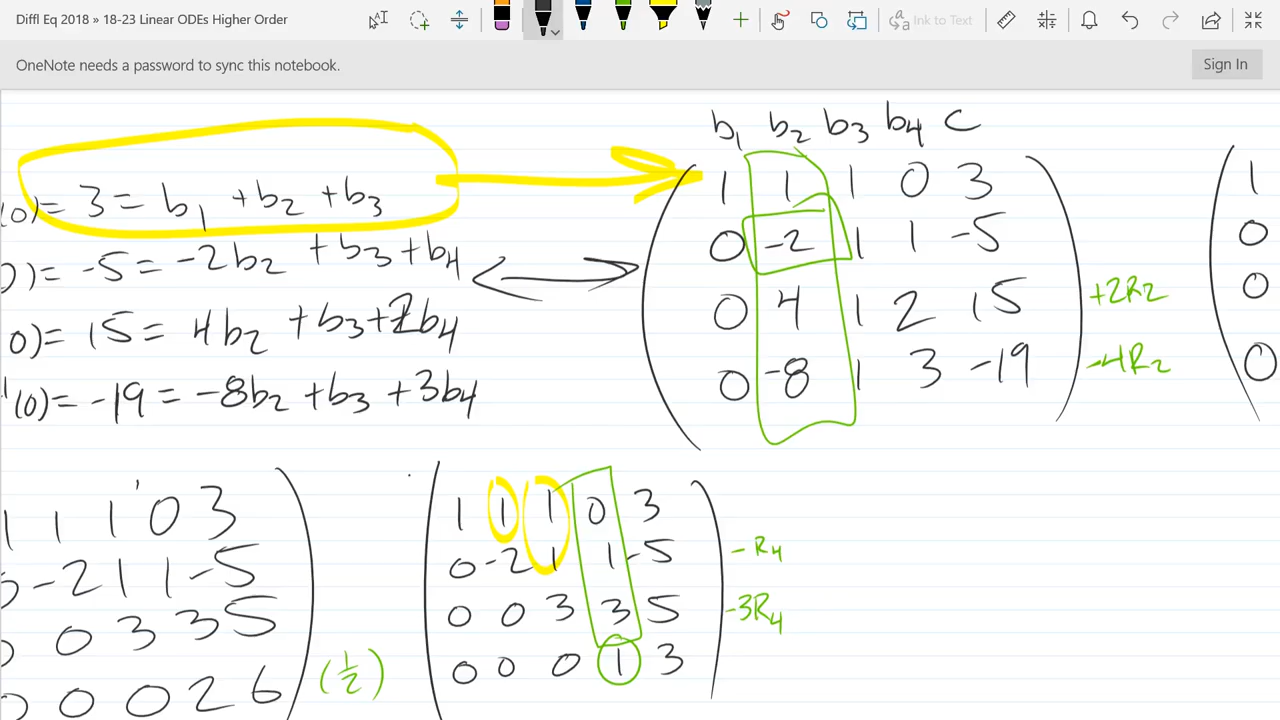 Diffl Eq 2018 » 18-23 Linear ODEs Higher Order
Ink to Text
OneNote needs a password to sync this notebook.
Sign In
(0)= 3 = b1 + b2 + b3
)= -5 = -2b2 + b3 + b4
0)= 15 = 4b2 + b3 + 2b4
'(0)= -19 = -8b2 + b3 + 3b4
b1 b2 b3 b4 C
1 1 1 0 3
0 -2 1 1 -5
0 4 1 2 15 +2R2
0 -8 1 3 -19 -4R2
1
0
0
0
1 1 1 0 3
0 -2 1 1 -5
0 3 3 5
0 0 0 2 6 (1/2)
1 1 1 0 3
0 -2 1 1 -5 -R4
0 0 3 3 5 -3R4
0 0 0 1 3